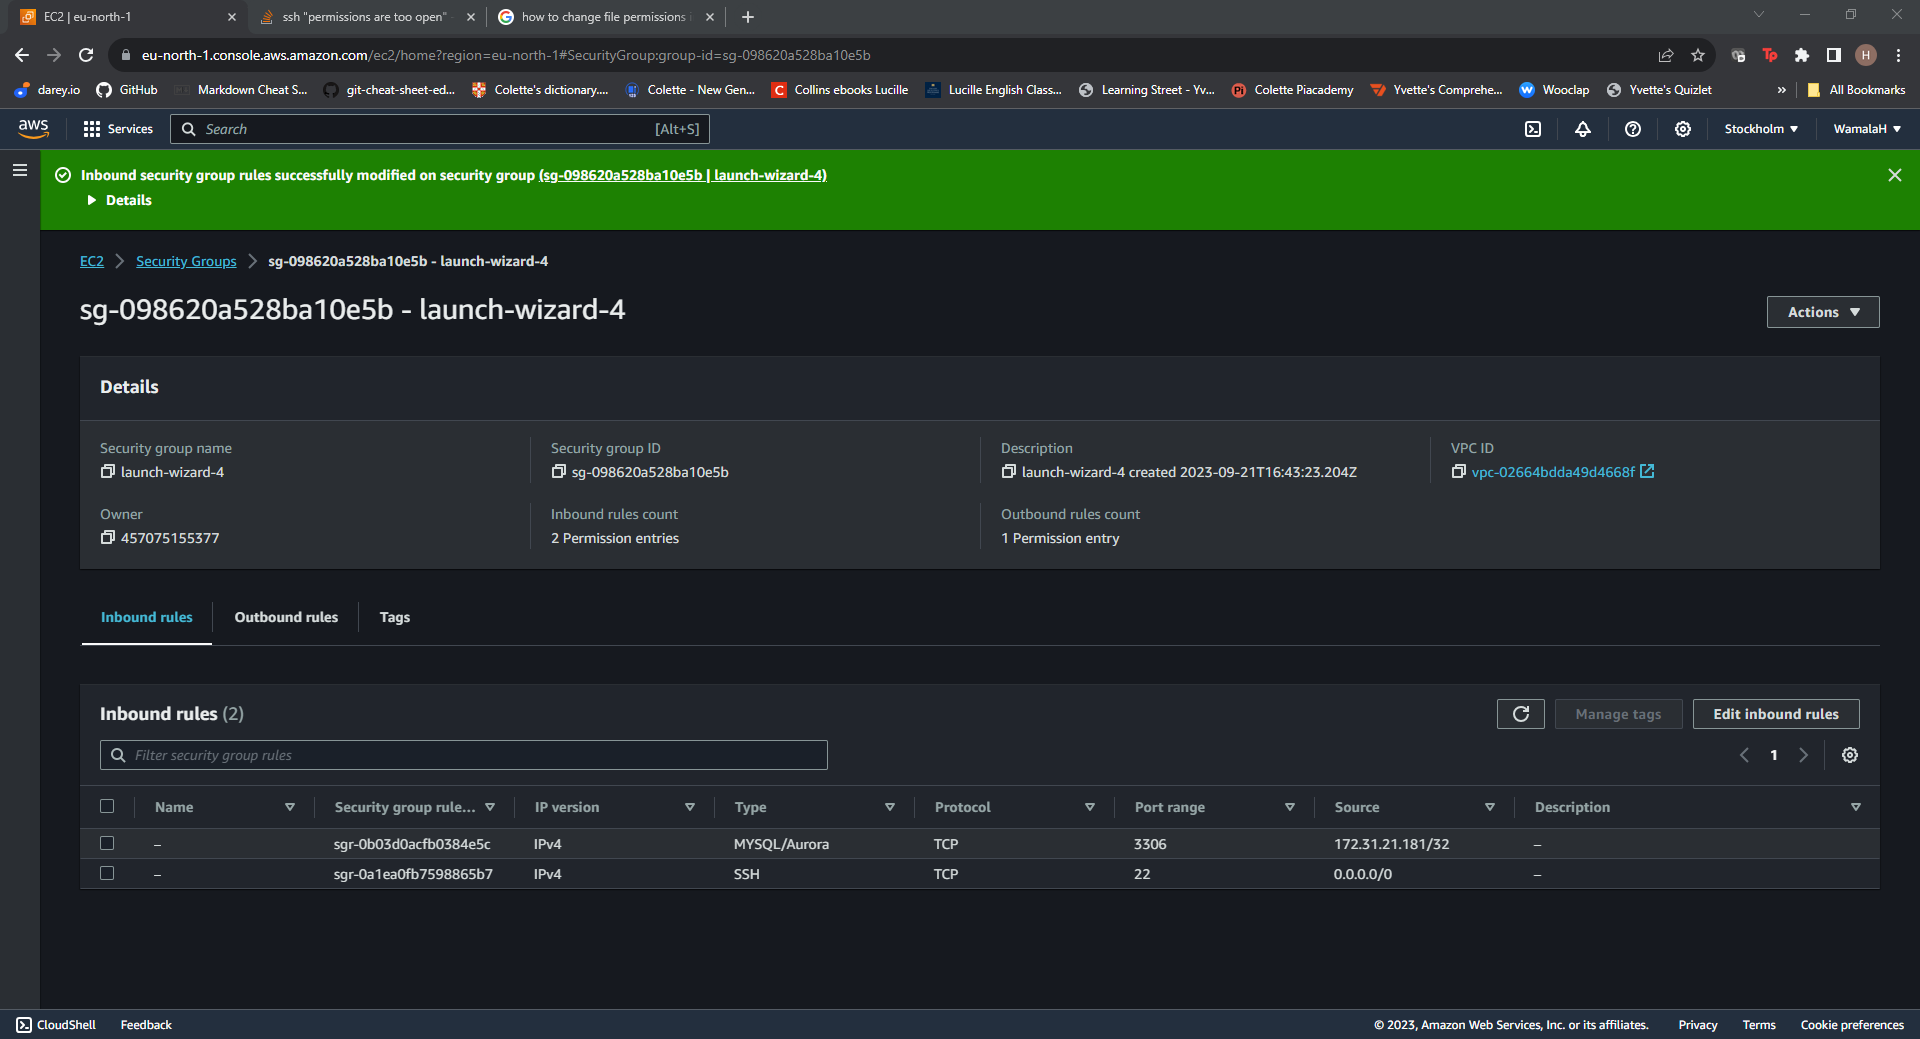 EC2 | eu-north-1
ssh "permissions are too open"
how to change file permissions i
eu-north-1.console.aws.amazon.com/ec2/home?region=eu-north-1#SecurityGroup:group-id=sg-098620a528ba10e5b
Tp
H
darey.io GitHub Markdown Cheat S... git-cheat-sheet-ed... Colette's dictionary.... Colette - New Gen... Collins ebooks Lucille Lucille English Class... Learning Street - Yv... Colette Piacademy Yvette's Comprehe... Wooclap Yvette's Quizlet » All Bookmarks
aws Services Search [Alt+S] Stockholm WamalaH
Inbound security group rules successfully modified on security group (sg-098620a528ba10e5b | launch-wizard-4)
Details
EC2 Security Groups sg-098620a528ba10e5b - launch-wizard-4
sg-098620a528ba10e5b - launch-wizard-4
Actions
Details
Security group name Security group ID Description VPC ID
launch-wizard-4 sg-098620a528ba10e5b launch-wizard-4 created 2023-09-21T16:43:23.204Z vpc-02664bdda49d4668f
Owner Inbound rules count Outbound rules count
457075155377 2 Permission entries 1 Permission entry
Inbound rules Outbound rules Tags
Inbound rules (2) Manage tags Edit inbound rules
Filter security group rules 1
Name Security group rule... IP version Type Protocol Port range Source Description
– sgr-0b03d0acfb0384e5c IPv4 MYSQL/Aurora TCP 3306 172.31.21.181/32 –
– sgr-0a1ea0fb7598865b7 IPv4 SSH TCP 22 0.0.0.0/0 –
CloudShell Feedback © 2023, Amazon Web Services, Inc. or its affiliates. Privacy Terms Cookie preferences